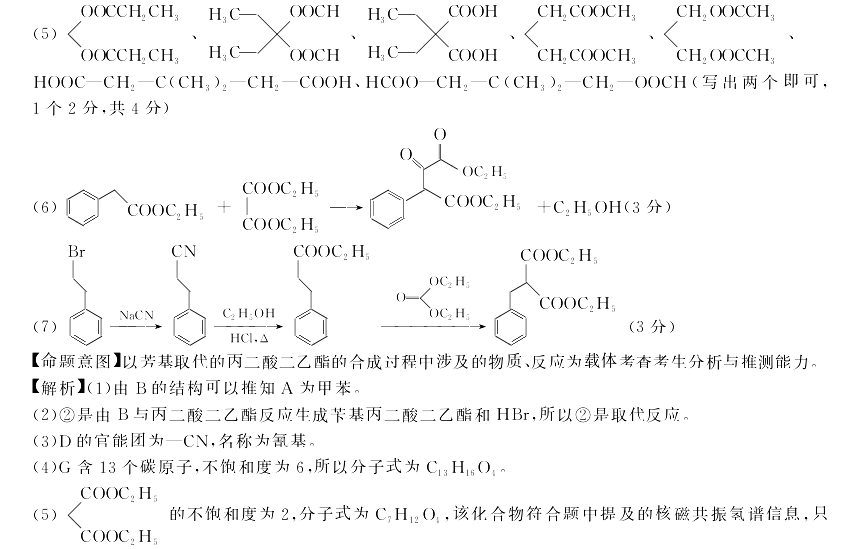 (5) OOCCH₂CH₃ OOCCH₂CH₃ 、 H₃C H₃C OOCH OOCH 、 H₃C H₃C COOH COOH 、 CH₂COOCH₃ CH₂COOCH₃ 、 CH₂OOCCH₃ CH₂OOCCH₃ 、
HOOC—CH₂—C(CH₃)₂—CH₂—COOH、HCOO—CH₂—C(CH₃)₂—CH₂—OOCH(写出两个即可,
1个2分,共4分)
(6) COOC₂H₅ + COOC₂H₅ COOC₂H₅ → O O OC₂H₅ COOC₂H₅ +C₂H₅OH(3分)
(7) Br NaCN CN C₂H₅OH HCl,Δ COOC₂H₅ O OC₂H₅ OC₂H₅ COOC₂H₅ COOC₂H₅ (3分)
【命题意图】以芳基取代的丙二酸二乙酯的合成过程中涉及的物质、反应为载体考查考生分析与推测能力。
【解析】(1)由B的结构可以推知A为甲苯。
(2)②是由B与丙二酸二乙酯反应生成苄基丙二酸二乙酯和HBr,所以②是取代反应。
(3)D的官能团为—CN,名称为氰基。
(4)G含13个碳原子,不饱和度为6,所以分子式为C₁₃H₁₆O₄。
(5) COOC₂H₅ COOC₂H₅ 的不饱和度为2,分子式为C₇H₁₂O₄,该化合物符合题中提及的核磁共振氢谱信息,只